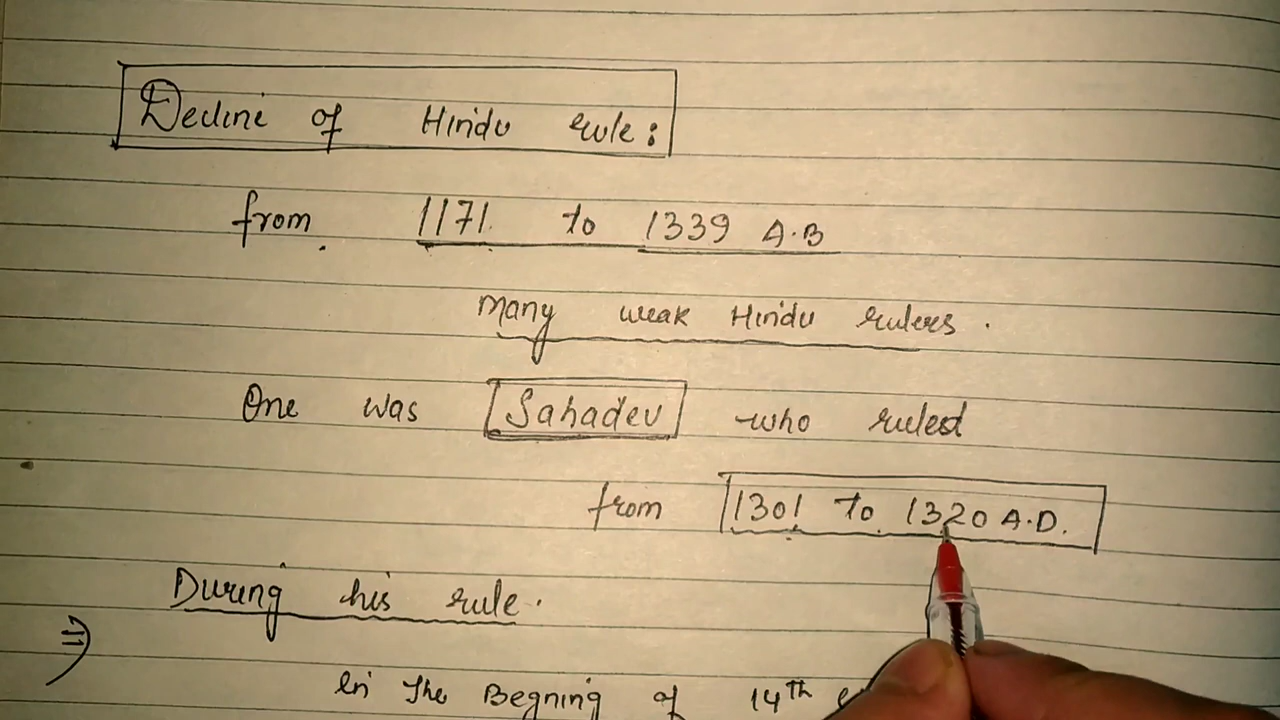 Decline of Hindu rule:
from 1171 to 1339 A.B
Many weak Hindu rulers.
One was Sahadev who ruled
from 1301 to 1320 A.D.
During his rule.
⇒
In The Begning of 14th